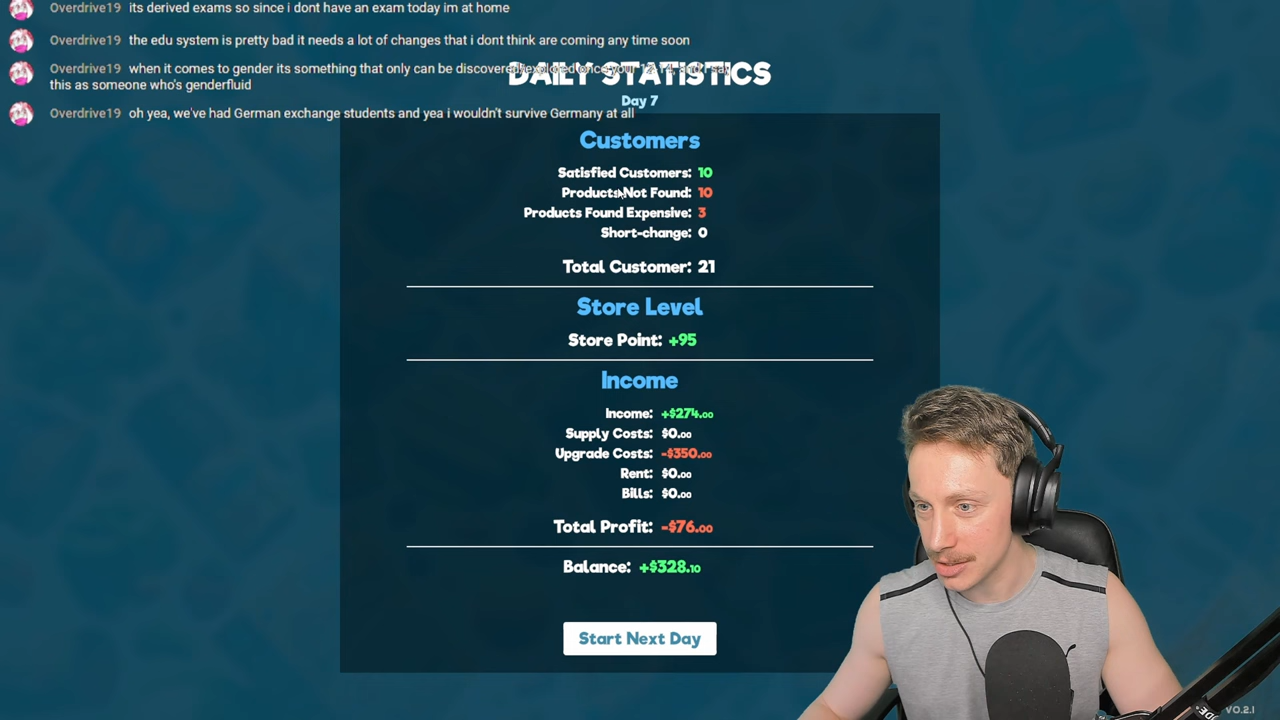 Overdrive19 its derived exams so since i dont have an exam today im at home
Overdrive19 the edu system is pretty bad it needs a lot of changes that i dont think are coming any time soon
Overdrive19 when it comes to gender its something that only can be discovered
this as someone who's genderfluid
DAILY STATISTICS
Day 7
Overdrive19 oh yea, we've had German exchange students and yea i wouldn't survive Germany at all
Customers
Satisfied Customers: 10
Products Not Found: 10
Products Found Expensive: 3
Short-change: 0
Total Customer: 21
Store Level
Store Point: +95
Income
Income: +$274.00
Supply Costs: $0.00
Upgrade Costs: -$350.00
Rent: $0.00
Bills: $0.00
Total Profit: -$76.00
Balance: +$328.10
Start Next Day
V0.2.1